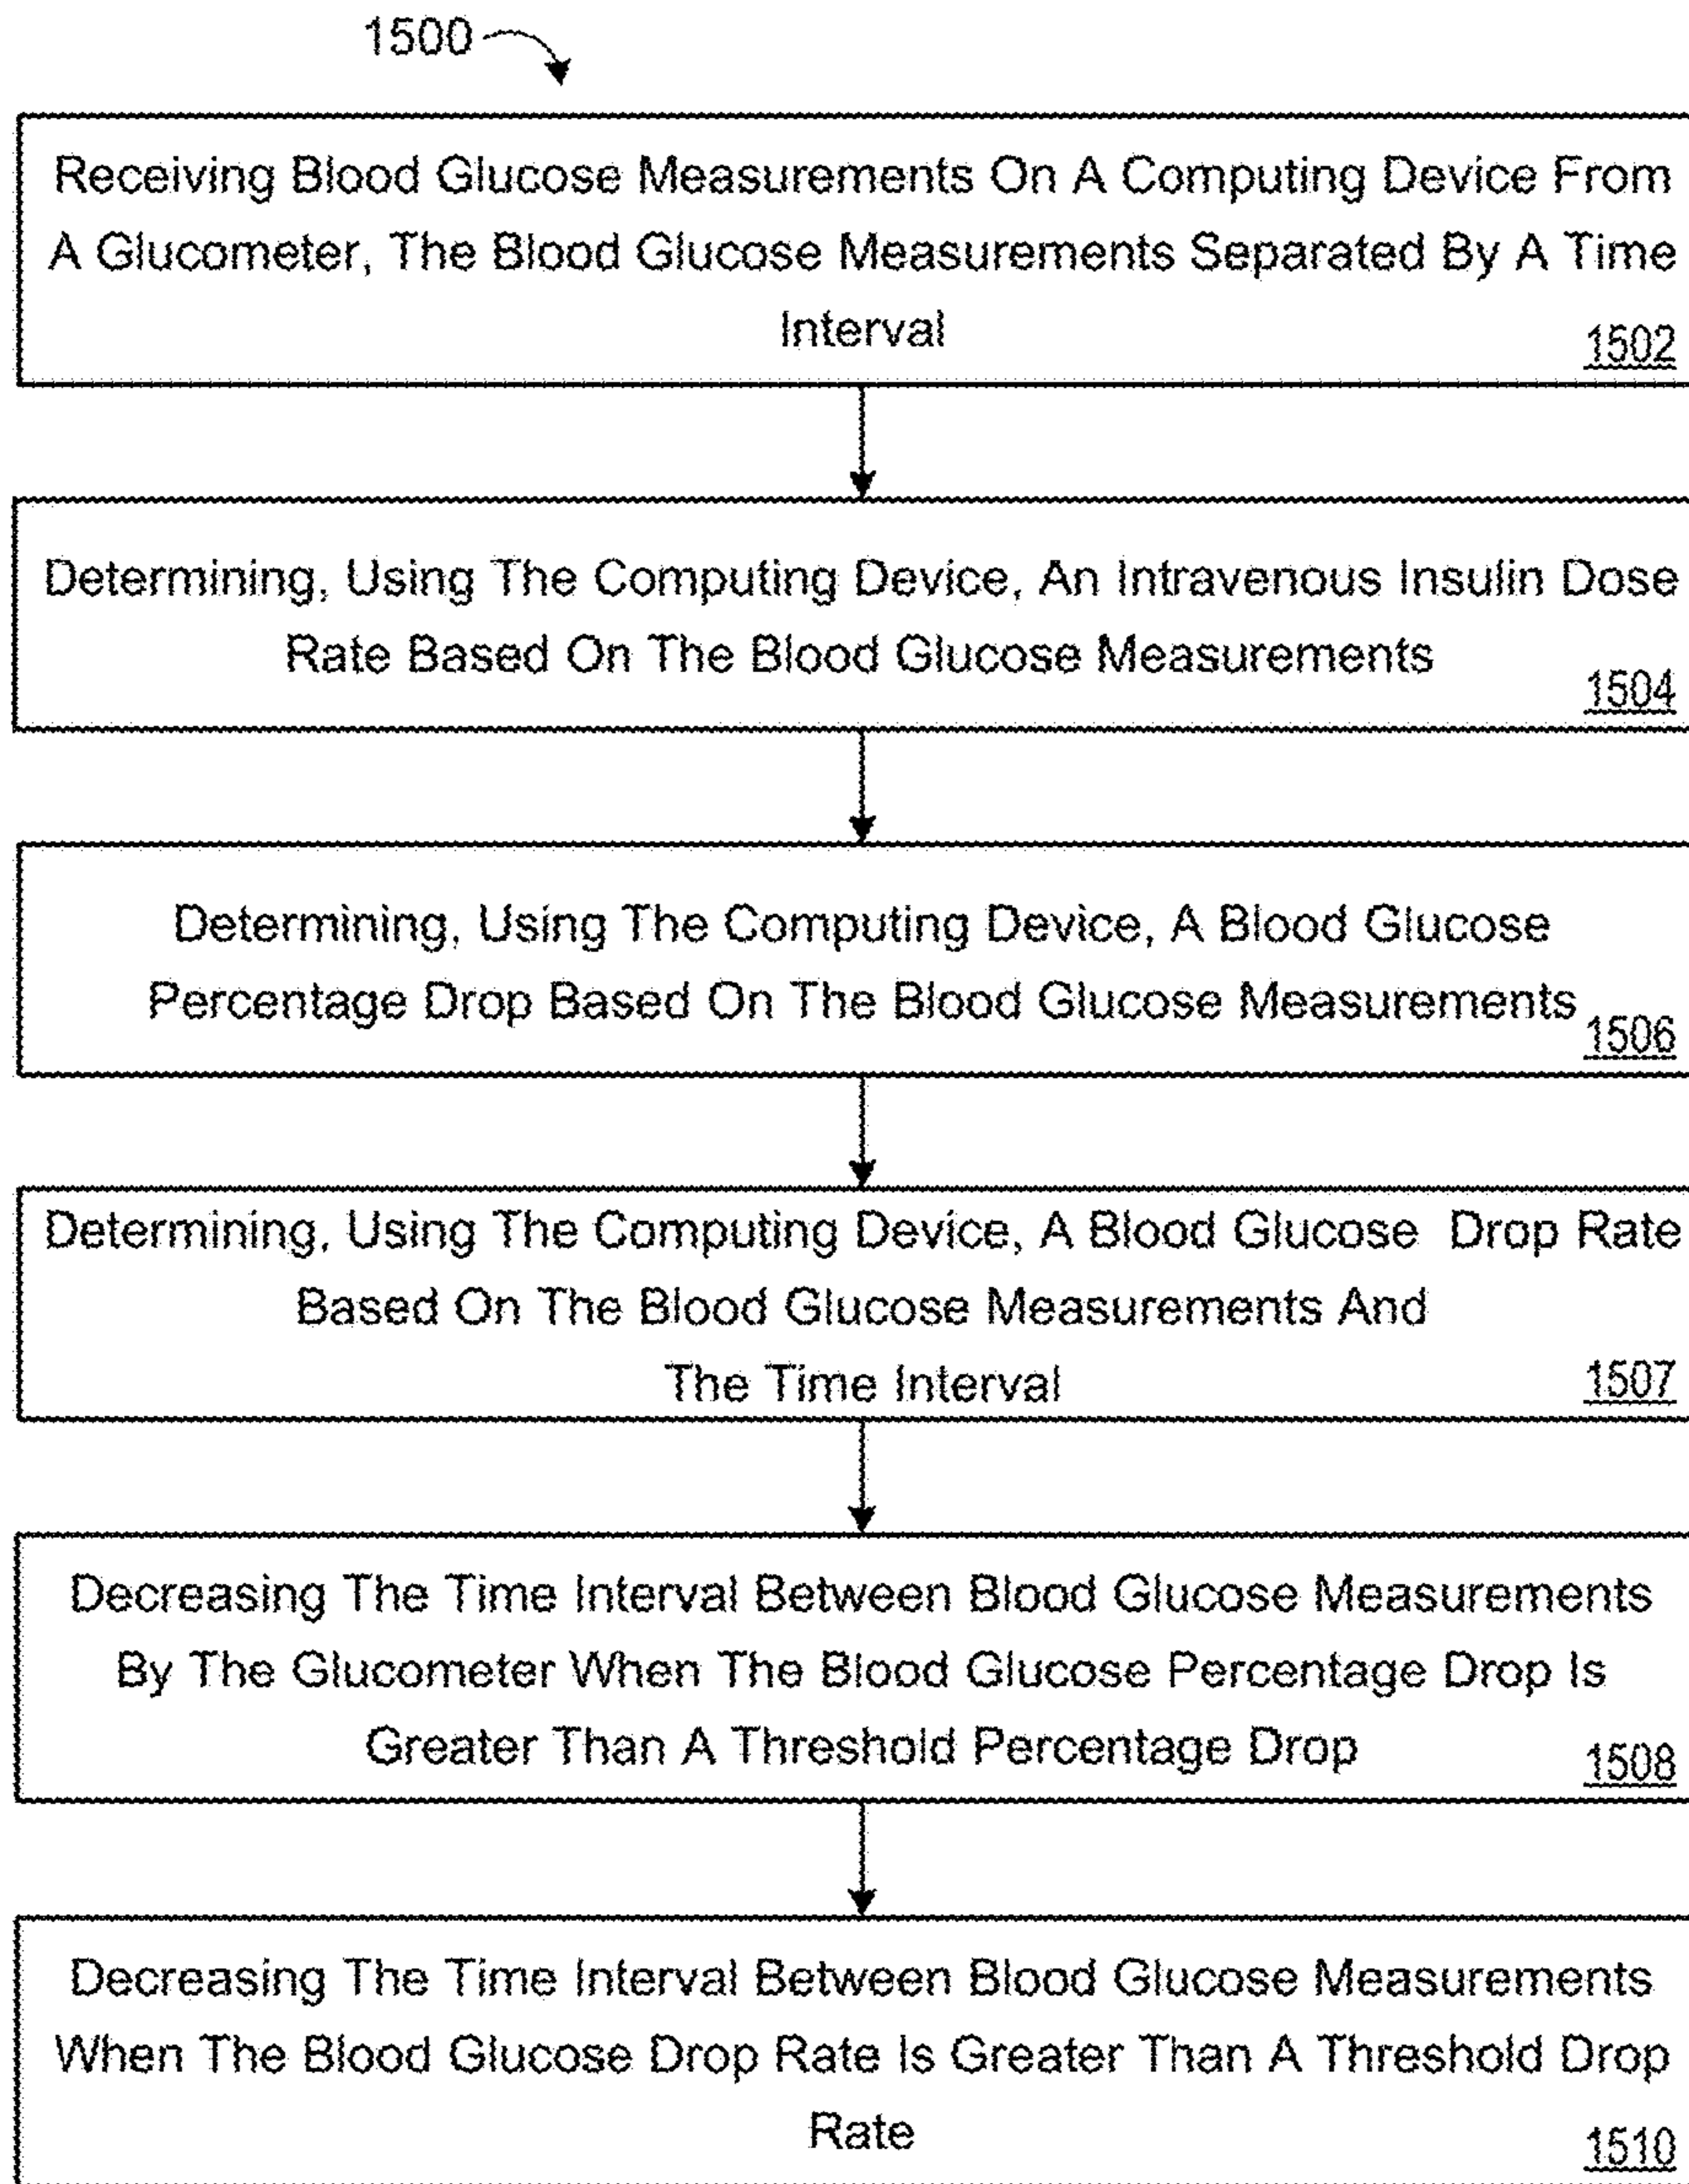 1500
Receiving Blood Glucose Measurements On A Computing Device From
A Glucometer, The Blood Glucose Measurements Separated By A Time
Interval
1502
Determining, Using The Computing Device, An Intravenous Insulin Dose
Rate Based On The Blood Glucose Measurements
1504
Determining, Using The Computing Device, A Blood Glucose
Percentage Drop Based On The Blood Glucose Measurements
1506
Determining, Using The Computing Device, A Blood Glucose Drop Rate
Based On The Blood Glucose Measurements And
The Time Interval
1507
Decreasing The Time Interval Between Blood Glucose Measurements
By The Glucometer When The Blood Glucose Percentage Drop Is
Greater Than A Threshold Percentage Drop
1508
Decreasing The Time Interval Between Blood Glucose Measurements
When The Blood Glucose Drop Rate Is Greater Than A Threshold Drop
Rate
1510